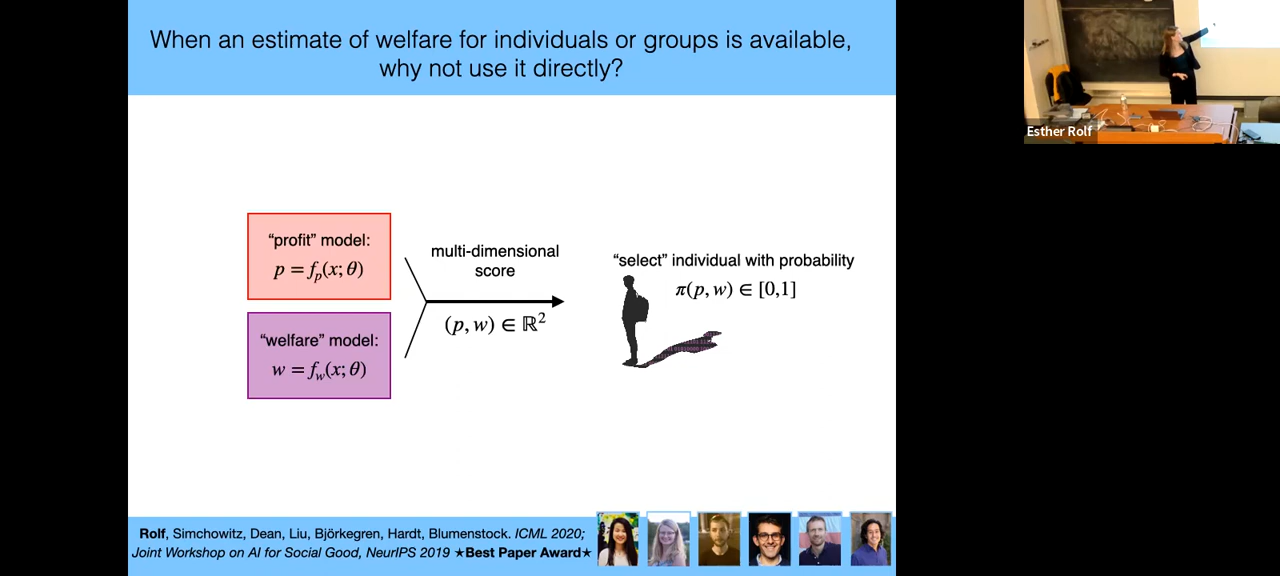 When an estimate of welfare for individuals or groups is available,
why not use it directly?
Esther Rolf
“profit” model:
p = fₚ(x; θ)
“welfare” model:
w = f_w(x; θ)
multi-dimensional
score
(p, w) ∈ ℝ²
“select” individual with probability
π(p, w) ∈ [0,1]
Rolf, Simchowitz, Dean, Liu, Björkegren, Hardt, Blumenstock. ICML 2020;
Joint Workshop on AI for Social Good, NeurIPS 2019 ★Best Paper Award★